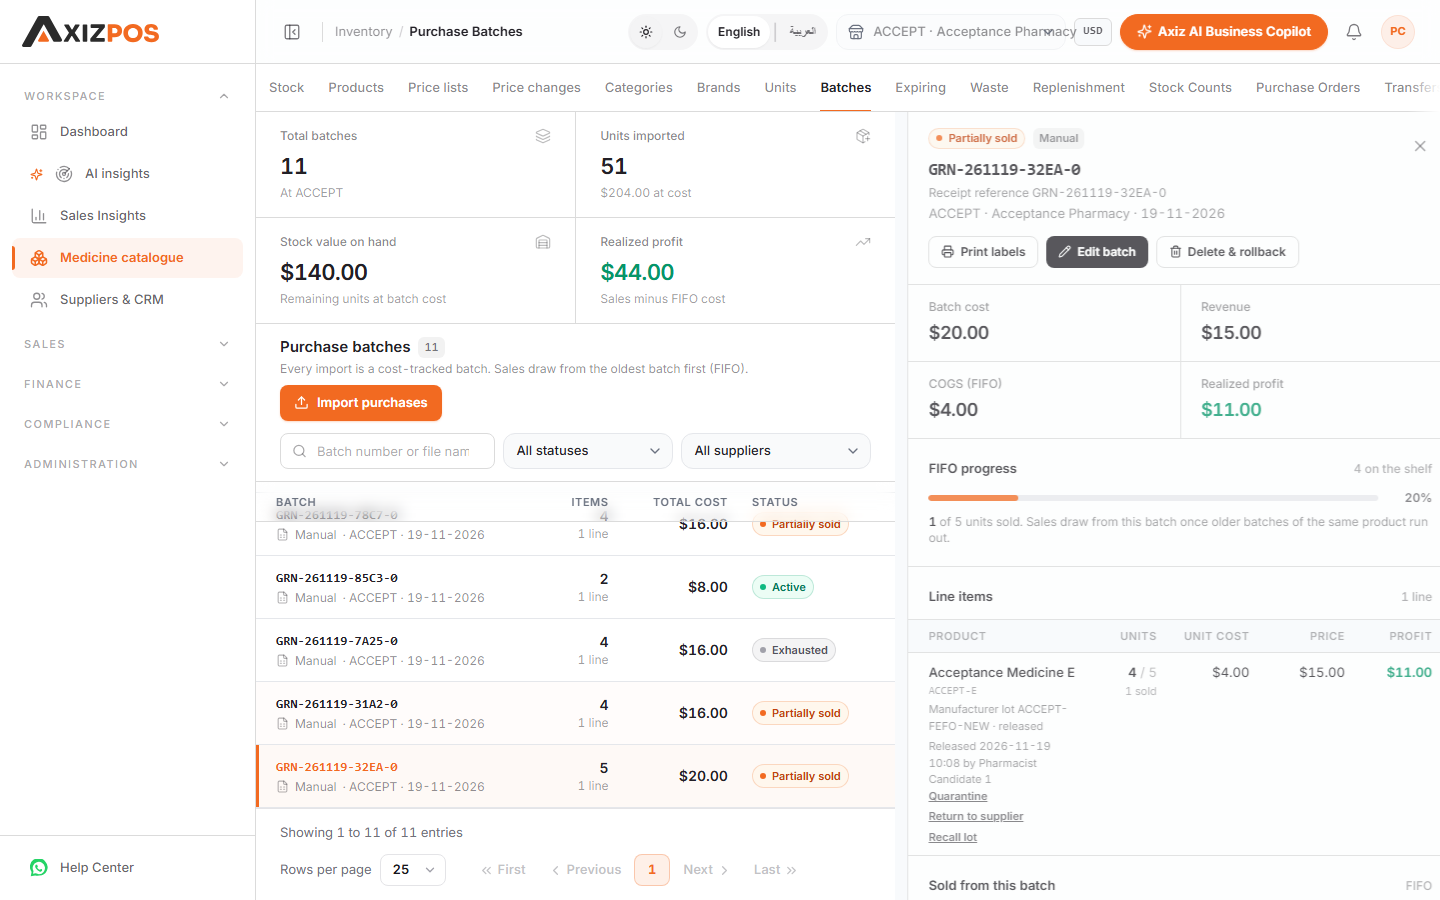 AXIZPOS
WORKSPACE
Dashboard
AI insights
Sales Insights
Medicine catalogue
Suppliers & CRM
SALES
FINANCE
COMPLIANCE
ADMINISTRATION
Help Center
Inventory / Purchase Batches
English
العربية
ACCEPT · Acceptance Pharmacy
USD
Axiz AI Business Copilot
PC
Stock Products Price lists Price changes Categories Brands Units Batches Expiring Waste Replenishment Stock Counts Purchase Orders Transfer
Total batches
11
At ACCEPT
Units imported
51
$204.00 at cost
Stock value on hand
$140.00
Remaining units at batch cost
Realized profit
$44.00
Sales minus FIFO cost
Purchase batches 11
Every import is a cost-tracked batch. Sales draw from the oldest batch first (FIFO).
Import purchases
Batch number or file nam
All statuses
All suppliers
BATCH ITEMS TOTAL COST STATUS
GRN-261119-78C7-0 4 $16.00 Partially sold
Manual · ACCEPT · 19-11-2026 1 line
GRN-261119-85C3-0 2 $8.00 Active
Manual · ACCEPT · 19-11-2026 1 line
GRN-261119-7A25-0 4 $16.00 Exhausted
Manual · ACCEPT · 19-11-2026 1 line
GRN-261119-31A2-0 4 $16.00 Partially sold
Manual · ACCEPT · 19-11-2026 1 line
GRN-261119-32EA-0 5 $20.00 Partially sold
Manual · ACCEPT · 19-11-2026 1 line
Showing 1 to 11 of 11 entries
Rows per page 25 First Previous 1 Next Last
Partially sold Manual
GRN-261119-32EA-0
Receipt reference GRN-261119-32EA-0
ACCEPT · Acceptance Pharmacy · 19-11-2026
Print labels Edit batch Delete & rollback
Batch cost
$20.00
Revenue
$15.00
COGS (FIFO)
$4.00
Realized profit
$11.00
FIFO progress 4 on the shelf
20%
1 of 5 units sold. Sales draw from this batch once older batches of the same product run
out.
Line items 1 line
PRODUCT UNITS UNIT COST PRICE PROFIT
Acceptance Medicine E 4 / 5 $4.00 $15.00 $11.00
ACCEPT-E 1 sold
Manufacturer lot ACCEPT-
FEFO-NEW · released
Released 2026-11-19
10:08 by Pharmacist
Candidate 1
Quarantine
Return to supplier
Recall lot
Sold from this batch FIFO